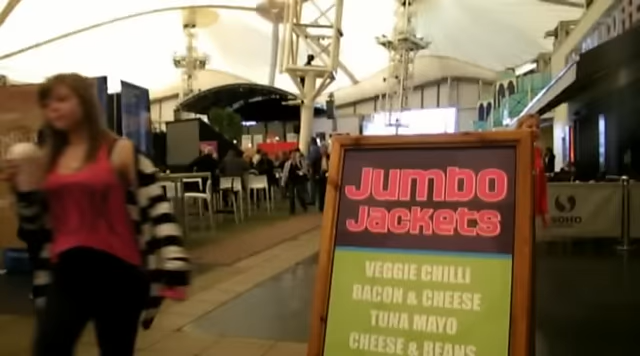 Jumbo
Jackets
VEGGIE CHILLI
BACON & CHEESE
TUNA MAYO
CHEESE & BEANS
SOHO